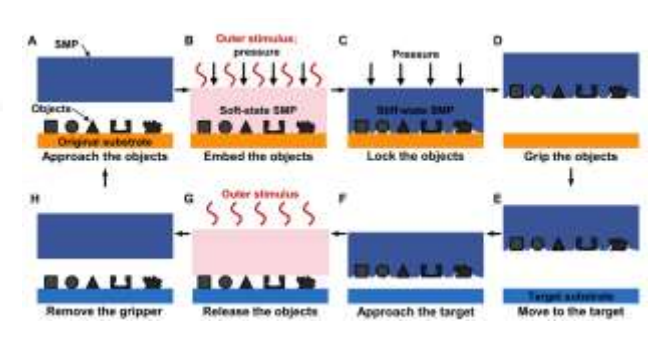 A
SMP
Objects
Original substrate
Approach the objects
B
Outer stimulus;
pressure
Soft-state SMP
Embed the objects
C
Pressure
Stiff-state SMP
Lock the objects
D
Grip the objects
H
Remove the gripper
G
Outer stimulus
Release the objects
F
Approach the target
E
Target substrate
Move to the target